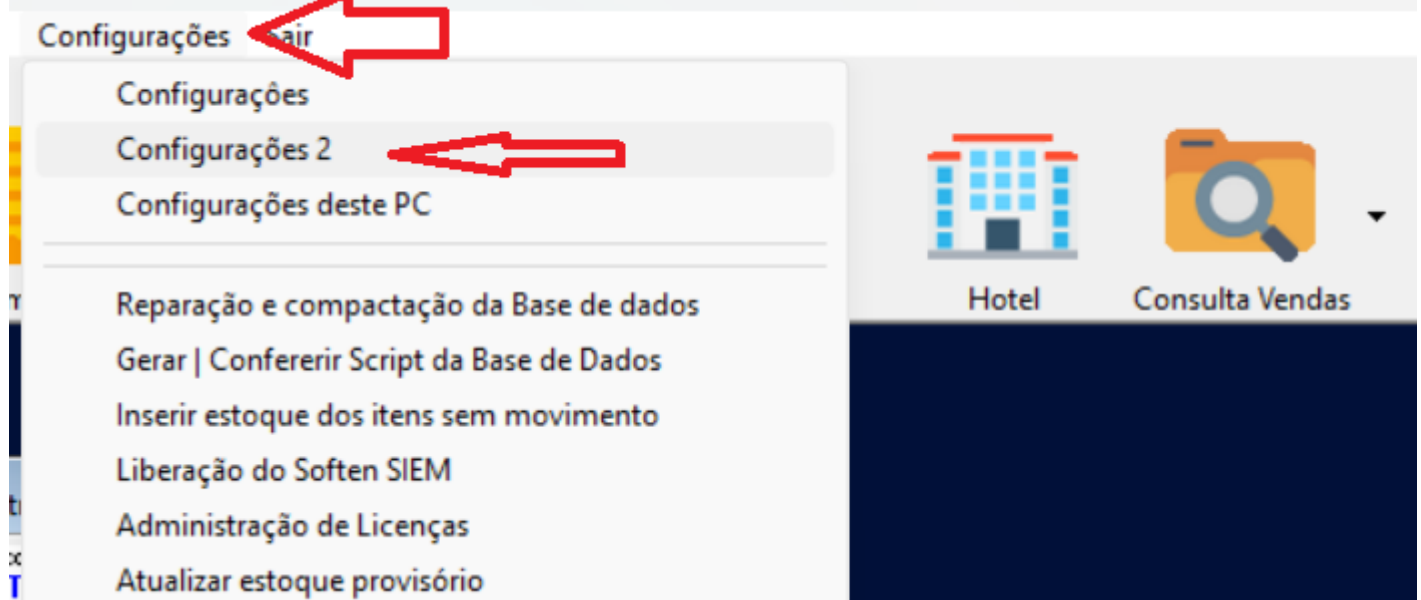 Configurações
Configurações
Configurações 2
Configurações deste PC
Hotel
Consulta Vendas
Reparação e compactação da Base de dados
Gerar | Confererir Script da Base de Dados
Inserir estoque dos itens sem movimento
Liberação do Soften SIEM
Administração de Licenças
Atualizar estoque provisório